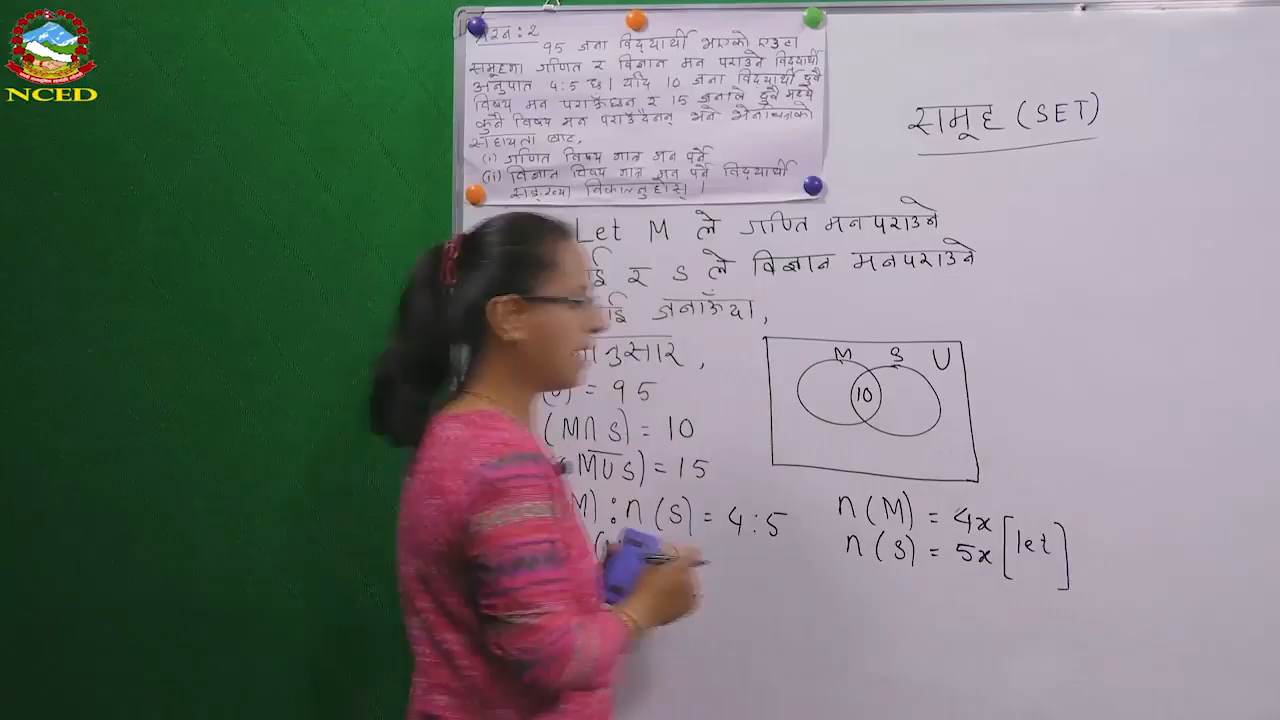 NCED
प्रश्न : २
95 जना विद्यार्थी भएको एउटा
समूहमा गणित र विज्ञान मन पराउने विद्यार्थी
अनुपात 4:5 छ। यदि 10 जना विद्यार्थी दुवै
विषय मन पराउँछन् र 15 जनाले दुवै मध्ये
कुनै विषय मन पराउँदैनन् भने भेनचित्रको
सहायता बाट,
(i) गणित विषय मात्र मन पर्ने
(ii) विज्ञान विषय मात्र मन पर्ने विद्यार्थी
सङ्ख्या निकाल्नुहोस् ।
समूह (SET)
Let M ले गणित मनपराउने
र S ले विज्ञान मनपराउने
जनाउँदा,
= 95
(M∩S) = 10
M∪S) = 15
M) : n(S) = 4:5
M S U
10
n(M) = 4x
n(S) = 5x [let]